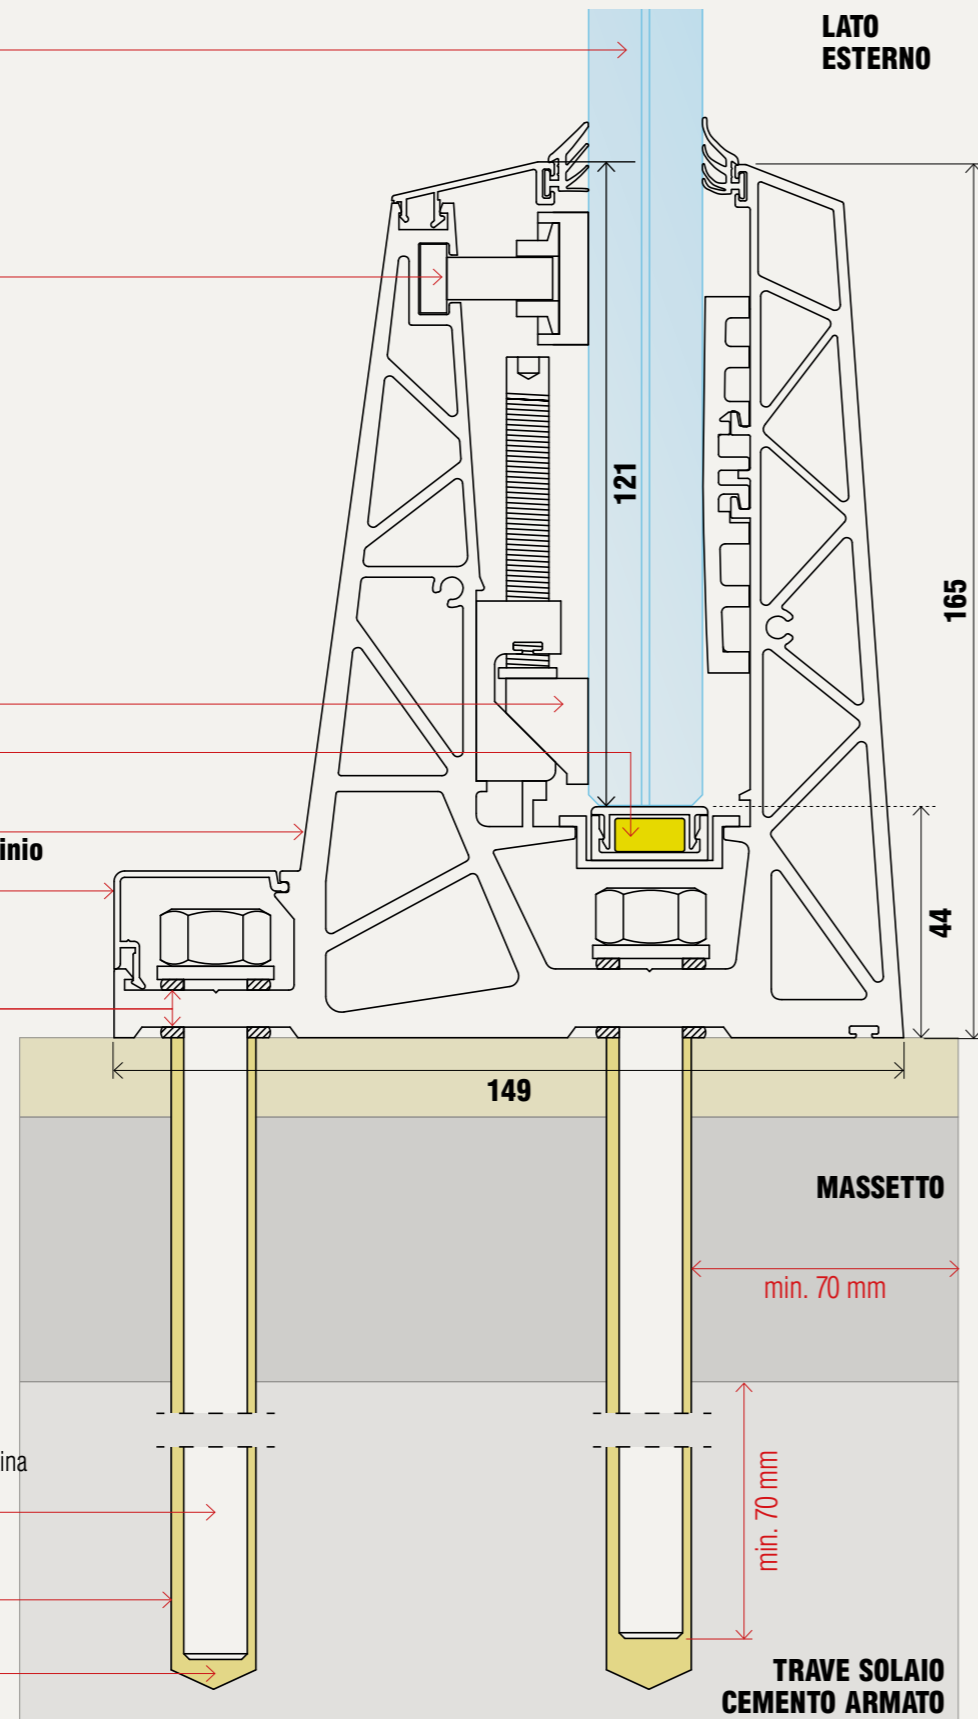 LATO
ESTERNO
121
165
inio
44
149
MASSETTO
min. 70 mm
ina
min. 70 mm
TRAVE SOLAIO
CEMENTO ARMATO